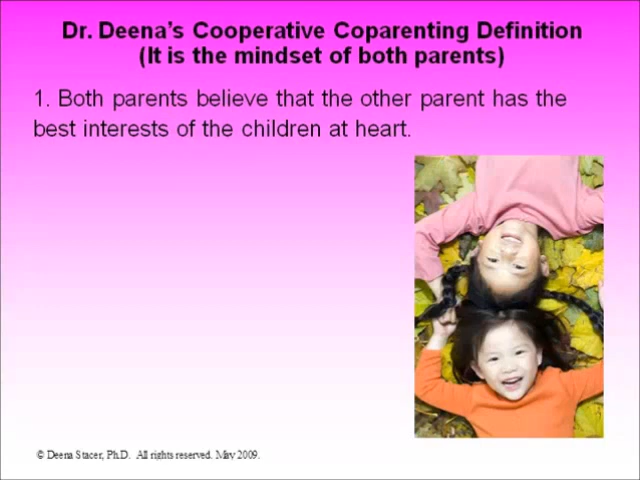 Dr. Deena's Cooperative Coparenting Definition
(It is the mindset of both parents)
1. Both parents believe that the other parent has the
best interests of the children at heart.
© Deena Stacer, Ph.D.  All rights reserved. May 2009.